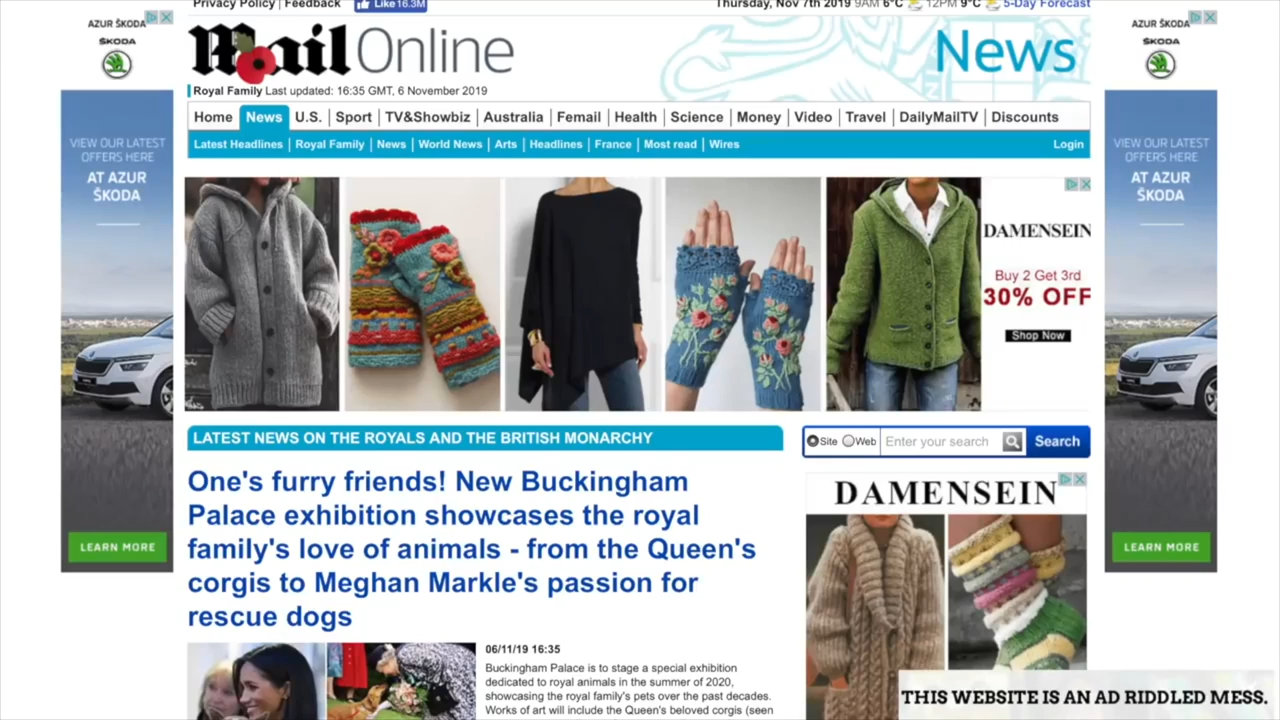 Privacy Policy | Feedback
Like 16.3M
Thursday, Nov 7th 2019 9AM 6°C 12PM 9°C 5-Day Forecast
AZUR ŠKODA
ŠKODA
VIEW OUR LATEST
OFFERS HERE
AT AZUR
ŠKODA
LEARN MORE
Mail Online
News
Royal Family Last updated: 16:35 GMT, 6 November 2019
Home
News
U.S.
Sport
TV&Showbiz
Australia
Femail
Health
Science
Money
Video
Travel
DailyMailTV
Discounts
Latest Headlines | Royal Family | News | World News | Arts | Headlines | France | Most read | Wires
Login
DAMENSEIN
Buy 2 Get 3rd
30% OFF
Shop Now
AZUR ŠKODA
ŠKODA
VIEW OUR LATEST
OFFERS HERE
AT AZUR
ŠKODA
LEARN MORE
LATEST NEWS ON THE ROYALS AND THE BRITISH MONARCHY
Site Web Enter your search Search
One's furry friends! New Buckingham
Palace exhibition showcases the royal
family's love of animals - from the Queen's
corgis to Meghan Markle's passion for
rescue dogs
06/11/19 16:35
Buckingham Palace is to stage a special exhibition
dedicated to royal animals in the summer of 2020,
showcasing the royal family's pets over the past decades.
Works of art will include the Queen's beloved corgis (seen
DAMENSEIN
THIS WEBSITE IS AN AD RIDDLED MESS.